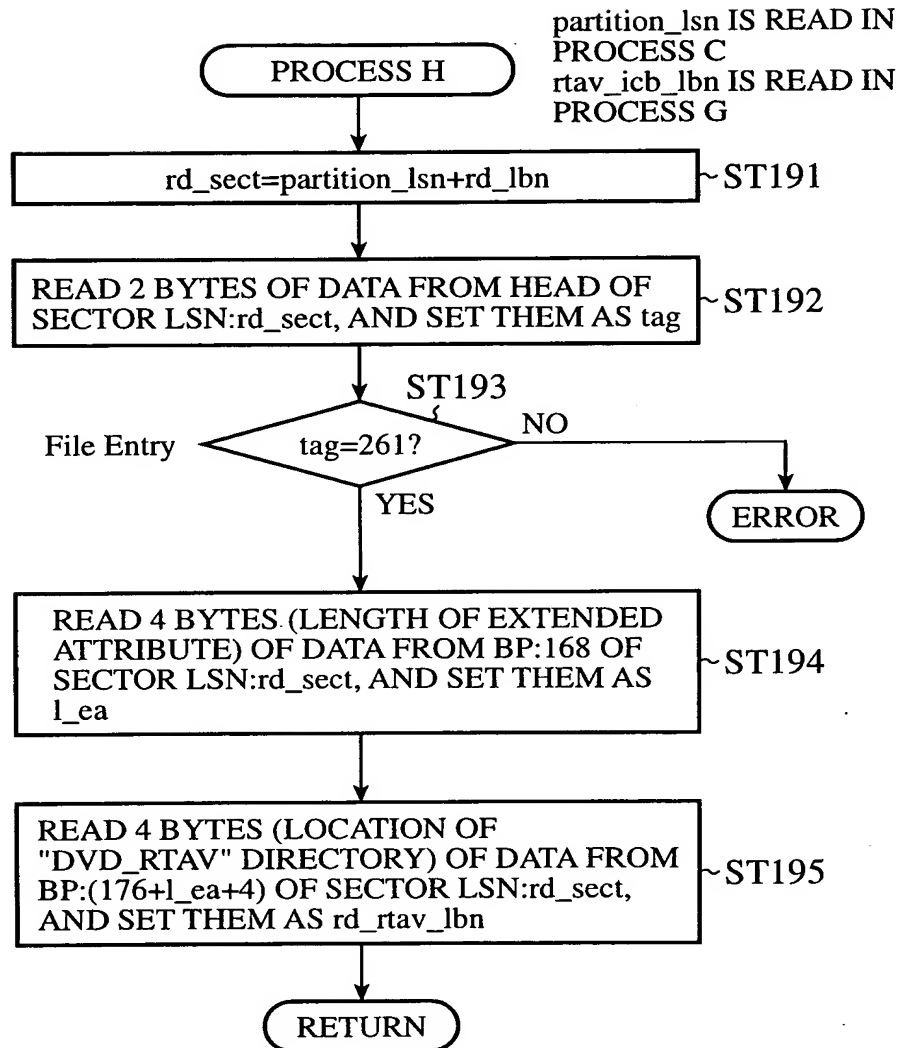 partition_lsn IS READ IN
PROCESS C
rtav_icb_lbn IS READ IN
PROCESS G
PROCESS H
rd_sect=partition_lsn+rd_lbn
~ST191
READ 2 BYTES OF DATA FROM HEAD OF
SECTOR LSN:rd_sect, AND SET THEM AS tag
~ST192
ST193
File Entry
tag=261?
NO
YES
ERROR
READ 4 BYTES (LENGTH OF EXTENDED
ATTRIBUTE) OF DATA FROM BP:168 OF
SECTOR LSN:rd_sect, AND SET THEM AS
l_ea
~ST194
READ 4 BYTES (LOCATION OF
"DVD_RTAV" DIRECTORY) OF DATA FROM
BP:(176+l_ea+4) OF SECTOR LSN:rd_sect,
AND SET THEM AS rd_rtav_lbn
~ST195
RETURN